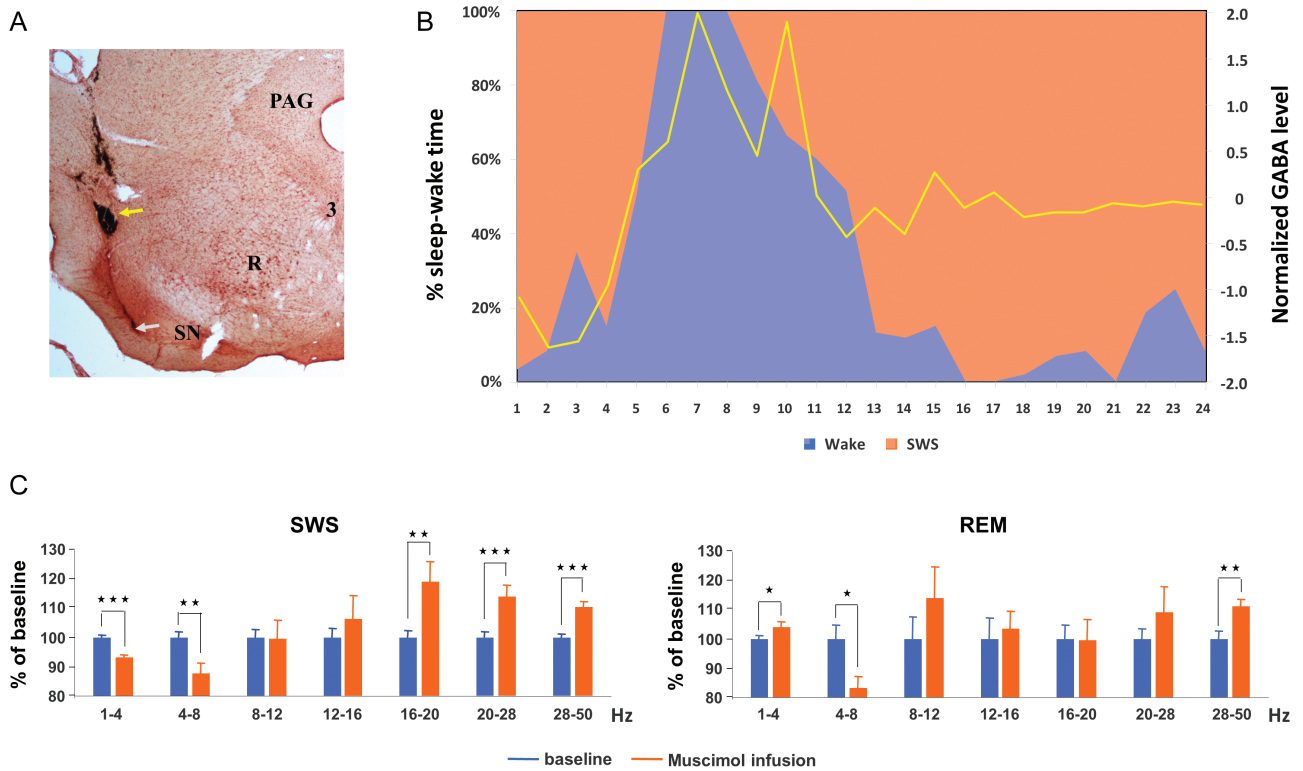 A
PAG
3
R
SN
B
% sleep-wake time
100%
80%
60%
40%
20%
0%
2.0
1.5
1.0
0.5
0
-0.5
-1.0
-1.5
-2.0
Normalized GABA level
1 2 3 4 5 6 7 8 9 10 11 12 13 14 15 16 17 18 19 20 21 22 23 24
Wake SWS
C
SWS
% of baseline
130
120
110
100
90
80
★★★ ★★ ★★ ★★★ ★★★
1-4 4-8 8-12 12-16 16-20 20-28 28-50 Hz
REM
% of baseline
130
120
110
100
90
80
★ ★ ★★
1-4 4-8 8-12 12-16 16-20 20-28 28-50 Hz
baseline Muscimol infusion